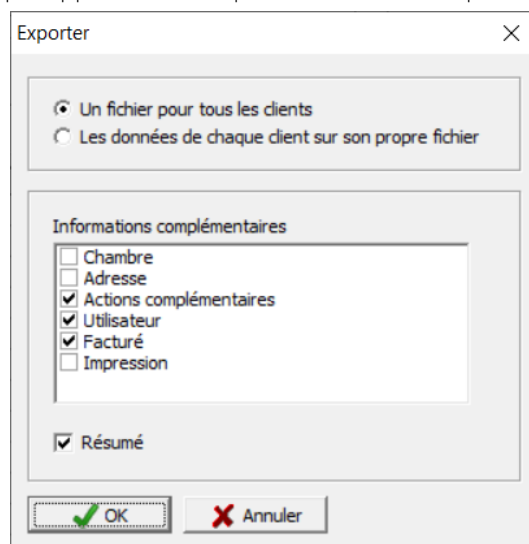 Exporter
Un fichier pour tous les clients
Les données de chaque client sur son propre fichier
Informations complémentaires
Chambre
Adresse
Actions complémentaires
Utilisateur
Facturé
Impression
Résumé
OK
Annuler